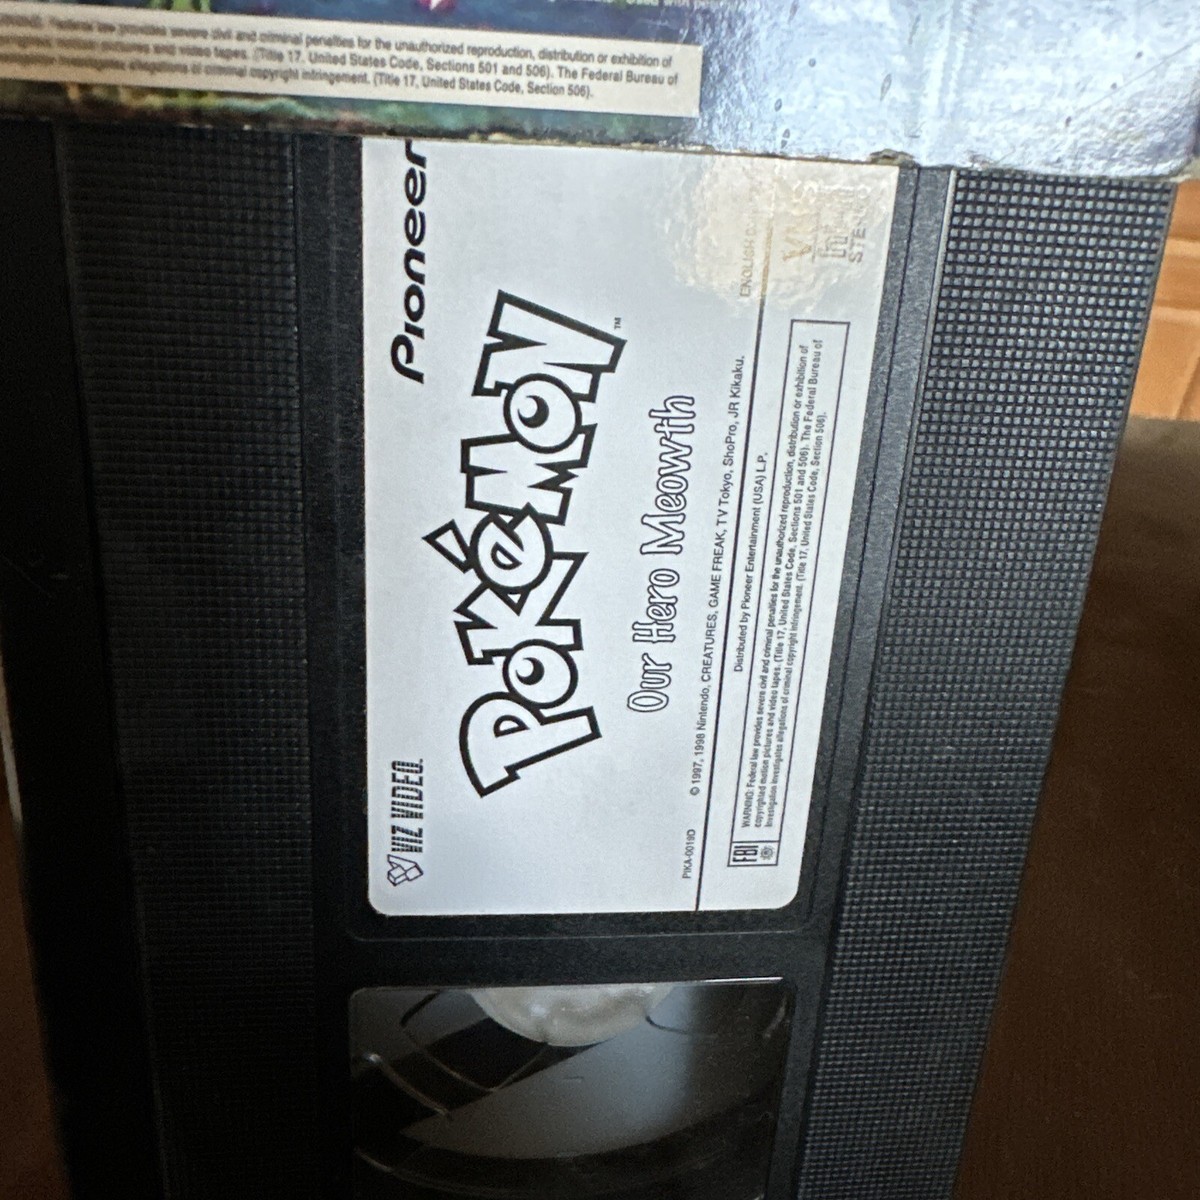 provides severe civil and criminal penalties for the unauthorized reproduction, distribution or exhibition of
motion pictures and video tapes. (Title 17, United States Code, Sections 501 and 506). The Federal Bureau of
investigates allegations of criminal copyright infringement. (Title 17, United States Code, Section 506).
VIZ VIDEO.
Pioneer
POKéMON™
Our Hero Meowth
PIKA-0019D
© 1997, 1998 Nintendo, CREATURES, GAME FREAK, TV Tokyo, ShoPro, JR Kikaku.
Distributed by Pioneer Entertainment (USA) L.P.
ENGLISH
FBI
WARNING: Federal law provides severe civil and criminal penalties for the unauthorized reproduction, distribution or exhibition of
copyrighted motion pictures and video tapes. (Title 17, United States Code, Sections 501 and 506). The Federal Bureau of
Investigation investigates allegations of criminal copyright infringement. (Title 17, United States Code, Section 506).